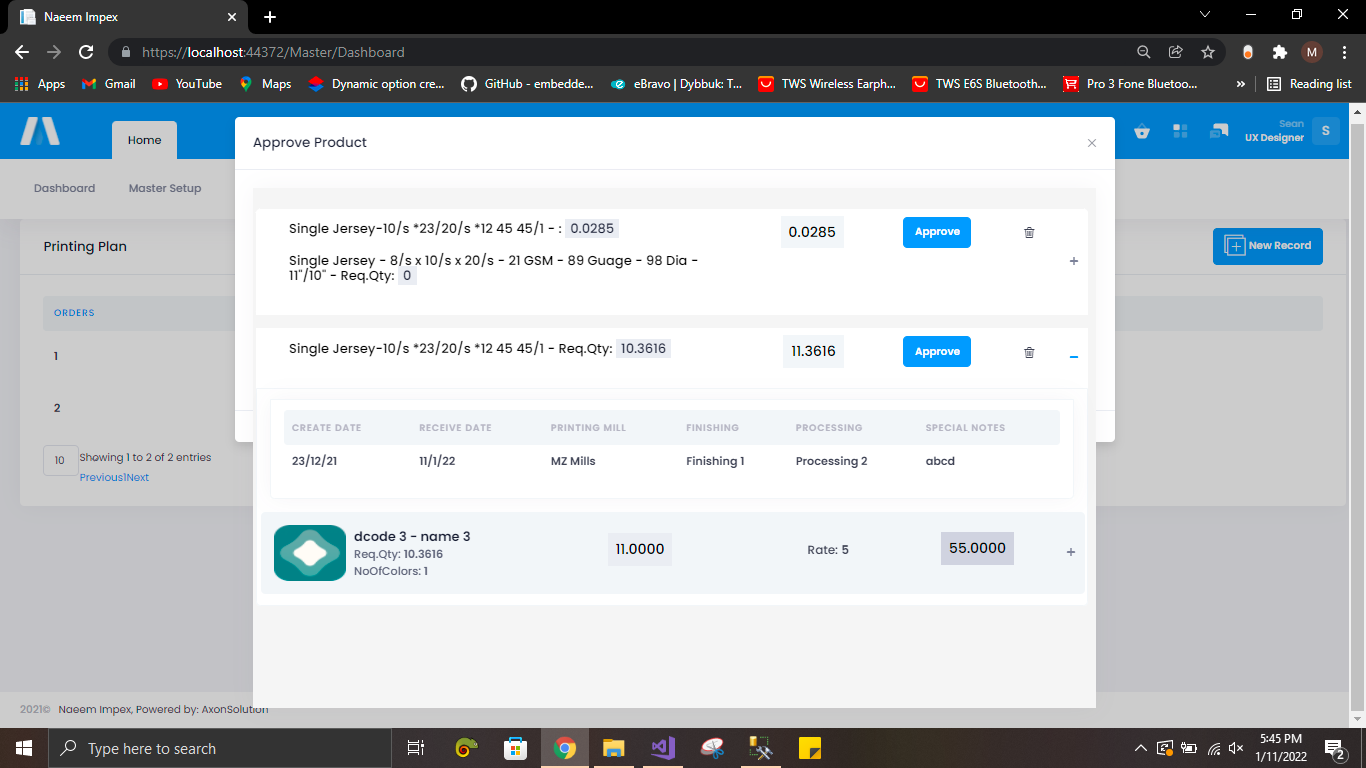 Naeem Impex
https://localhost:44372/Master/Dashboard
M
Apps Gmail YouTube Maps Dynamic option cre... GitHub - embedde... eBravo | Dybbuk: T... TWS Wireless Earph... TWS E6S Bluetooth... Pro 3 Fone Bluetoo... » Reading list
Home
Sean
UX Designer
S
Dashboard Master Setup
Approve Product
Printing Plan
New Record
ORDERS
1
2
10 Showing 1 to 2 of 2 entries
Previous1Next
Single Jersey-10/s *23/20/s *12 45 45/1 - : 0.0285 0.0285 Approve
Single Jersey - 8/s x 10/s x 20/s - 21 GSM - 89 Guage - 98 Dia -
11"/10" - Req.Qty: 0
Single Jersey-10/s *23/20/s *12 45 45/1 - Req.Qty: 10.3616 11.3616 Approve
CREATE DATE RECEIVE DATE PRINTING MILL FINISHING PROCESSING SPECIAL NOTES
23/12/21 11/1/22 MZ Mills Finishing 1 Processing 2 abcd
dcode 3 - name 3
Req.Qty: 10.3616
NoOfColors: 1
11.0000 Rate: 5 55.0000
2021© Naeem Impex, Powered by: AxonSolution
Type here to search
5:45 PM
1/11/2022
2